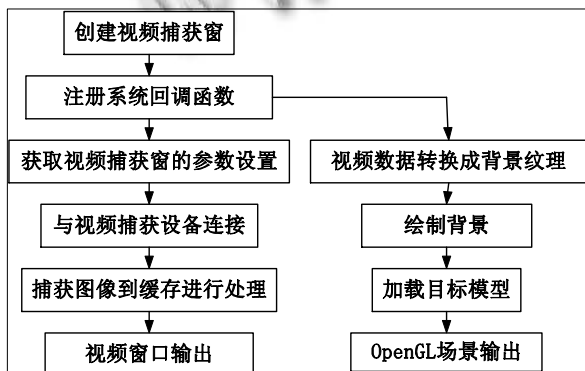 创建视频捕获窗
注册系统回调函数
获取视频捕获窗的参数设置
视频数据转换成背景纹理
与视频捕获设备连接
绘制背景
捕获图像到缓存进行处理
加载目标模型
视频窗口输出
OpenGL场景输出